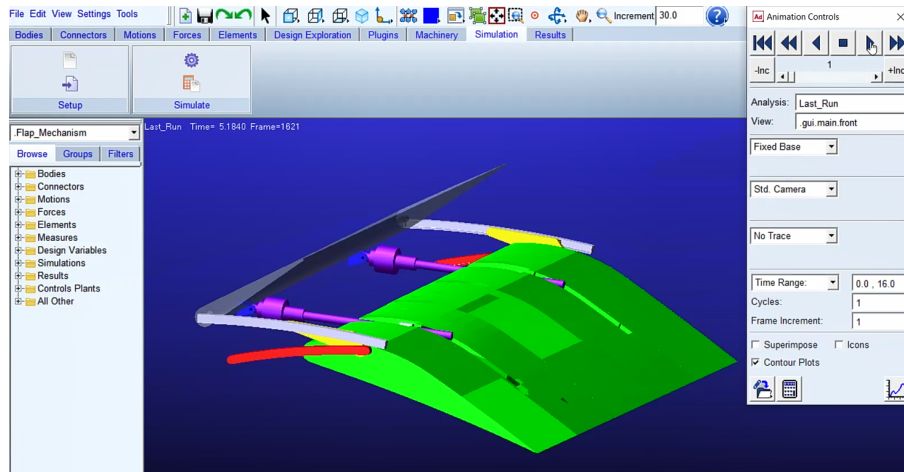 File Edit View Settings Tools
Increment 30.0
?
Bodies Connectors Motions Forces Elements Design Exploration Plugins Machinery Simulation Results
Setup
Simulate
.Flap_Mechanism
Browse Groups Filters
Bodies
Connectors
Motions
Forces
Elements
Measures
Design Variables
Simulations
Results
Controls Plants
All Other
Last_Run Time= 5.1840 Frame=1621
Ad Animation Controls
-Inc 1 +Inc
Analysis: Last_Run
View: .gui.main.front
Fixed Base
Std. Camera
No Trace
Time Range: 0.0 , 16.0
Cycles: 1
Frame Increment: 1
Superimpose Icons
Contour Plots